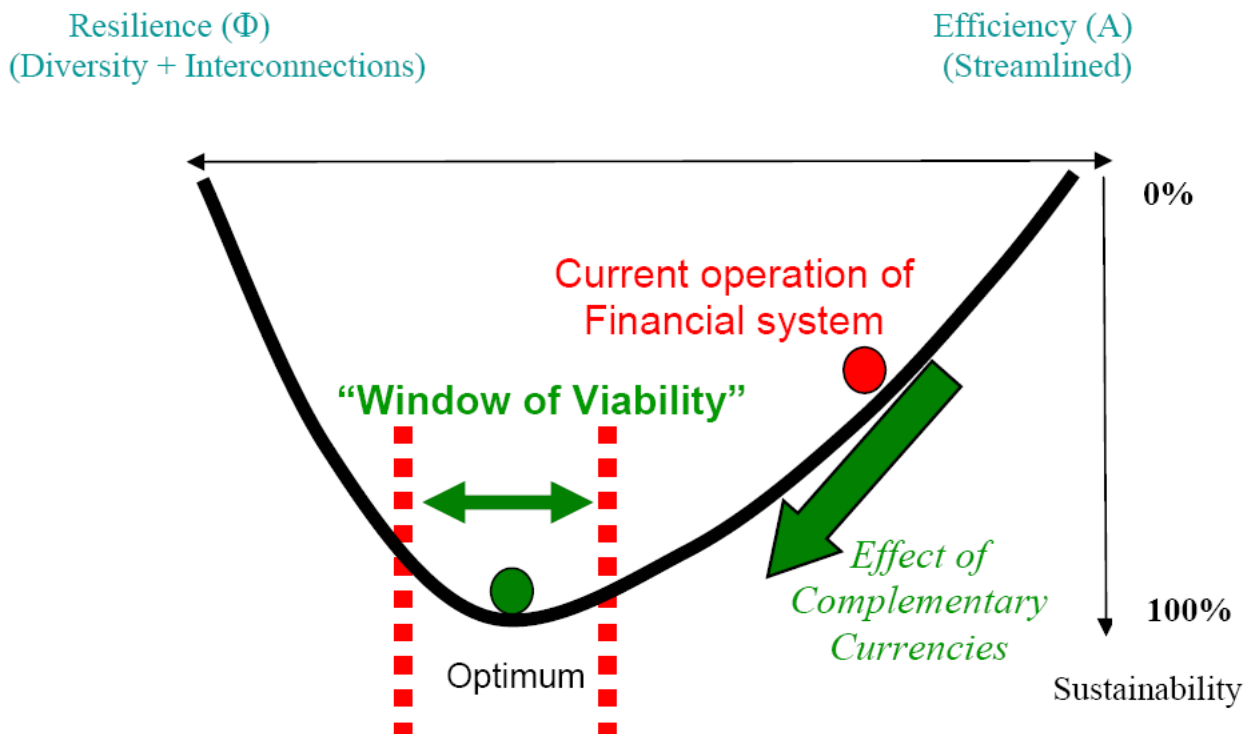 Resilience (Φ)
(Diversity + Interconnections)
Efficiency (A)
(Streamlined)
0%
Current operation of
Financial system
“Window of Viability”
Effect of
Complementary
Currencies
100%
Optimum
Sustainability